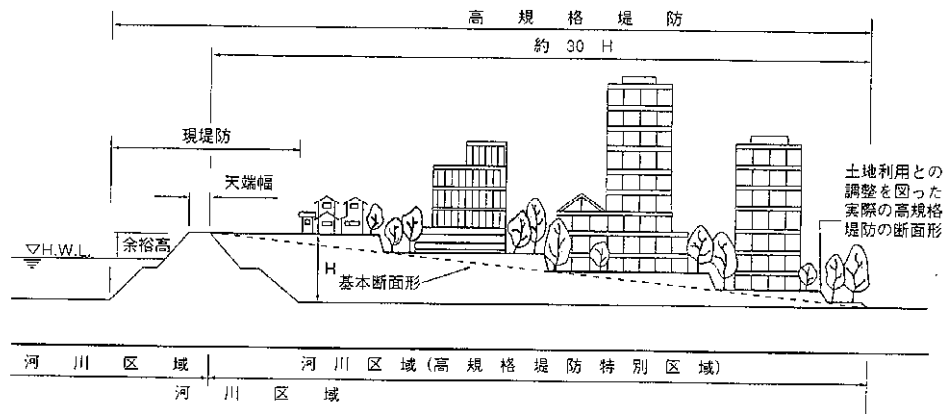 高規格堤防
約 30 H
現堤防
天端幅
土地利用との
調整を図った
実際の高規格
堤防の断面形
余裕高
H.W.L.
H
基本断面形
河川区域
河川区域(高規格堤防特別区域)
河川区域